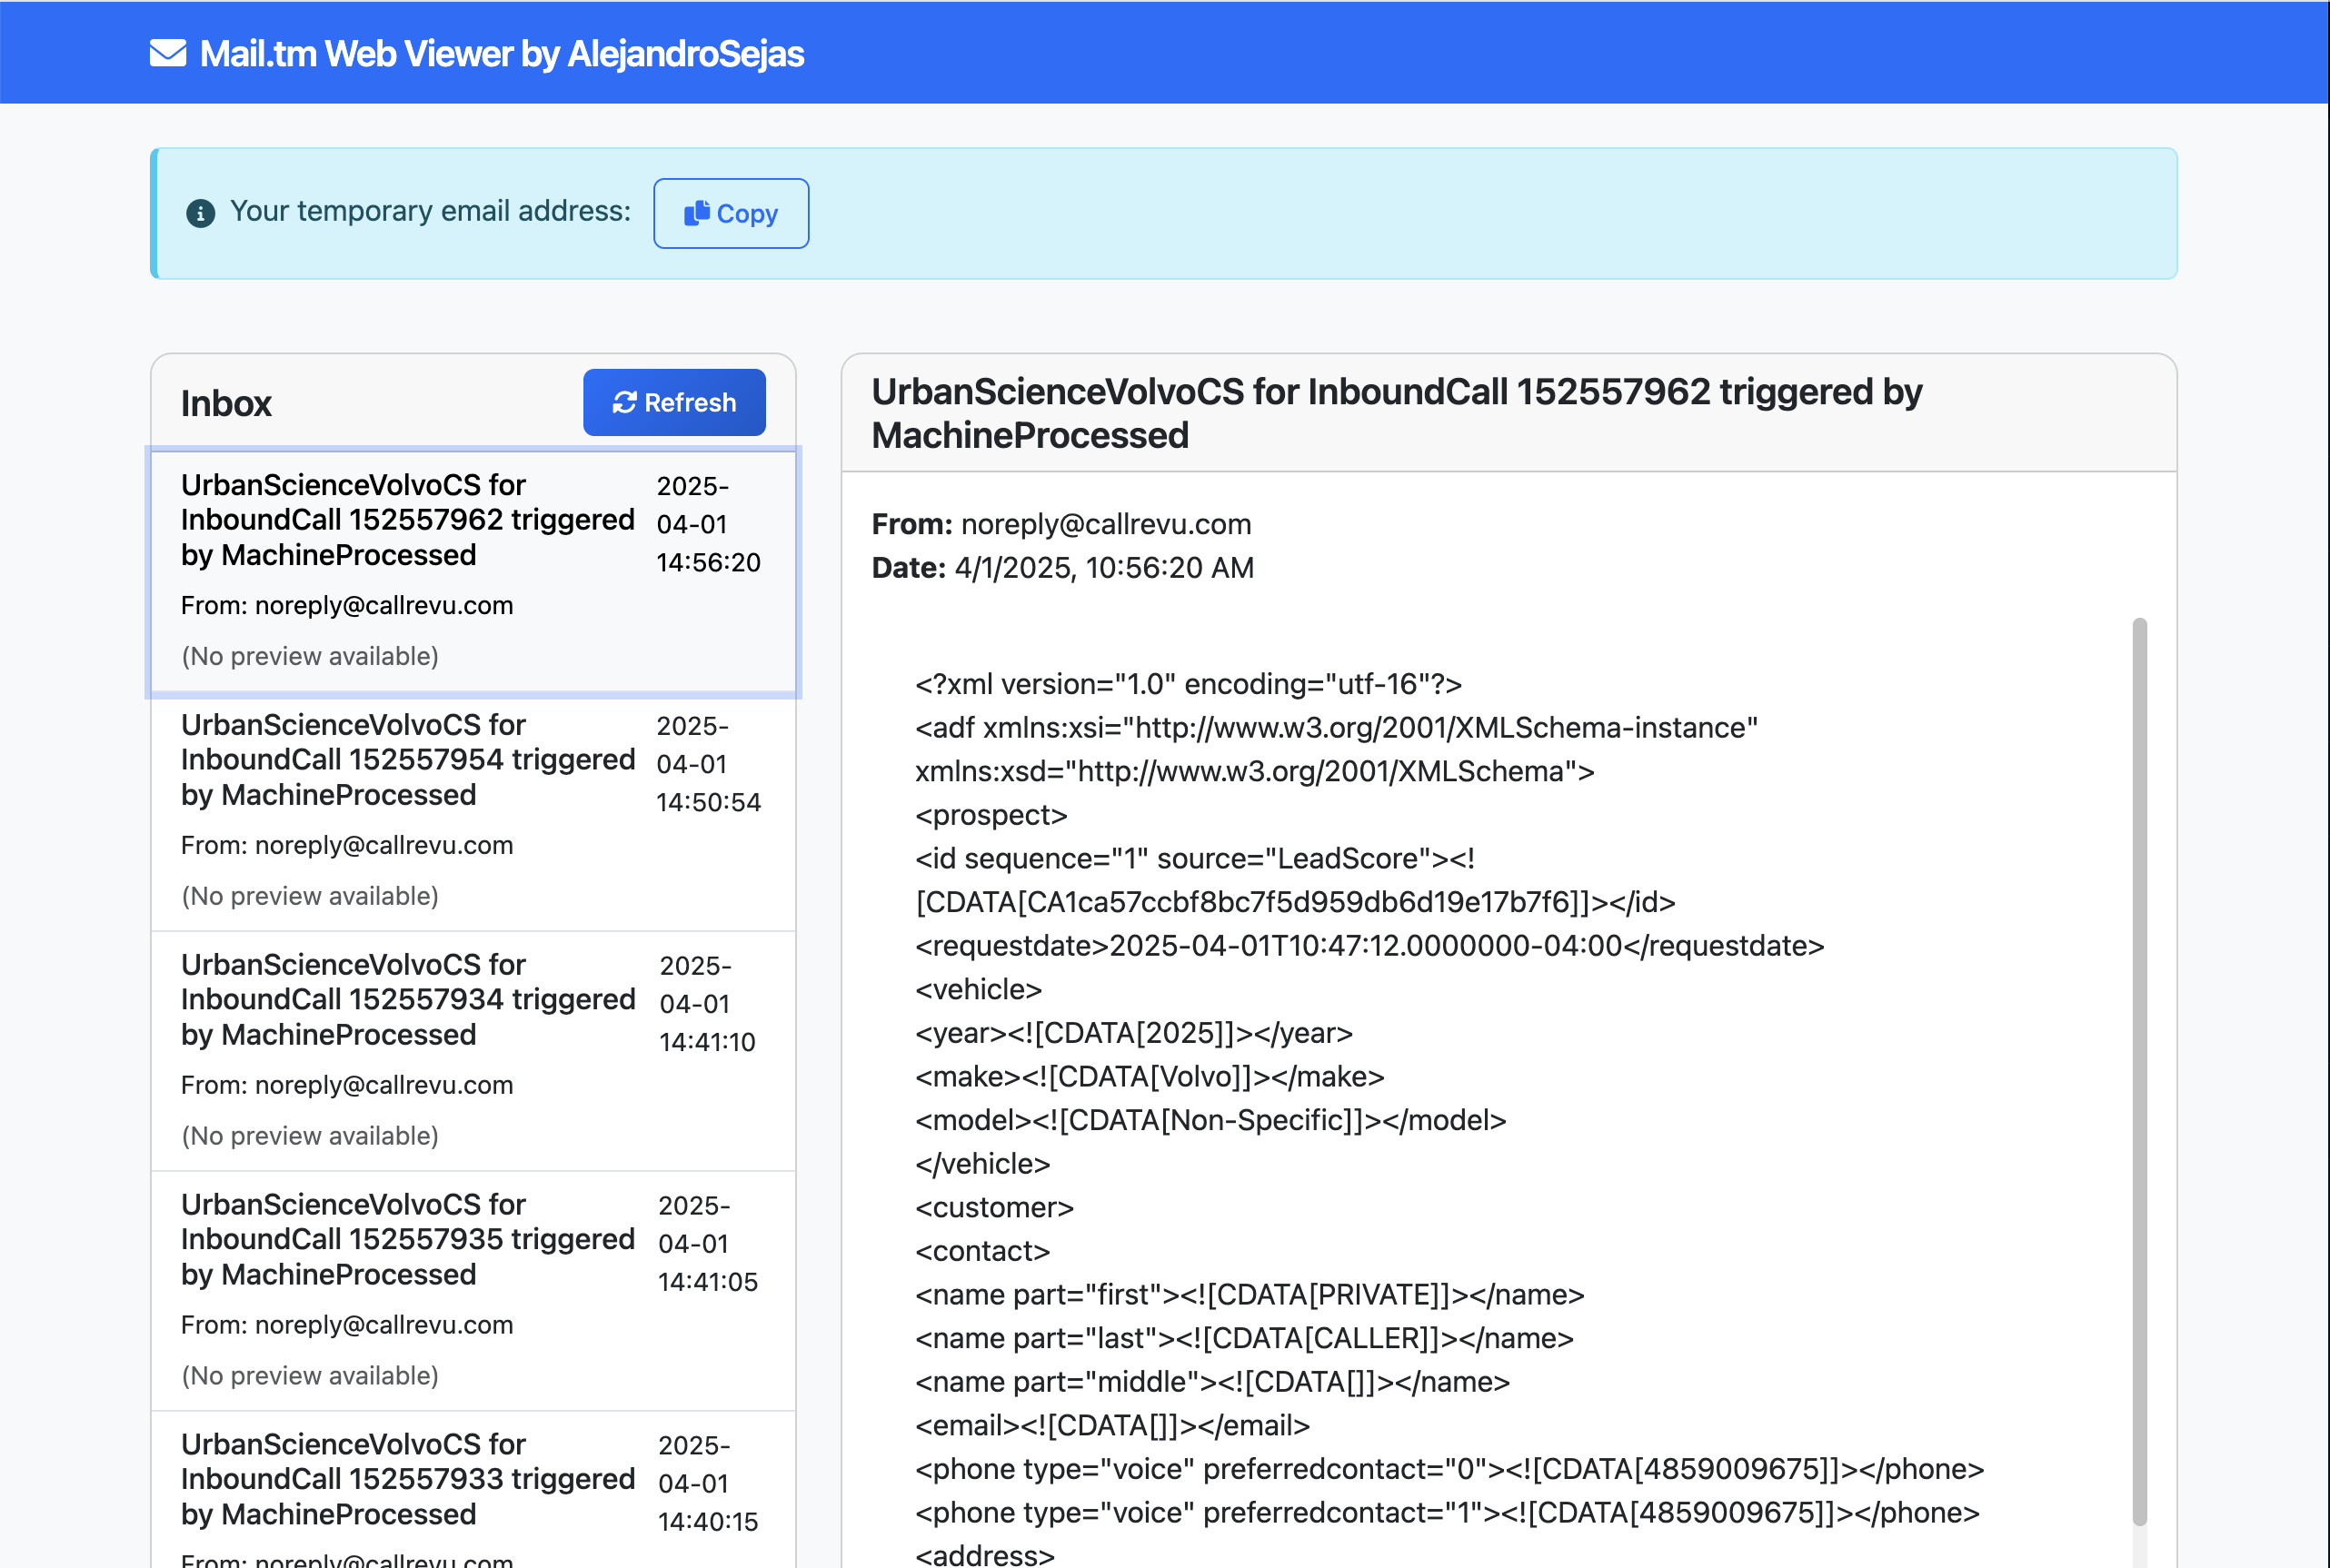 Mail.tm Web Viewer by AlejandroSejas
Your temporary email address:
Copy
Inbox
Refresh
UrbanScienceVolvoCS for
InboundCall 152557962 triggered
by MachineProcessed
2025-
04-01
14:56:20
From: noreply@callrevu.com
(No preview available)
UrbanScienceVolvoCS for
InboundCall 152557954 triggered
by MachineProcessed
2025-
04-01
14:50:54
From: noreply@callrevu.com
(No preview available)
UrbanScienceVolvoCS for
InboundCall 152557934 triggered
by MachineProcessed
2025-
04-01
14:41:10
From: noreply@callrevu.com
(No preview available)
UrbanScienceVolvoCS for
InboundCall 152557935 triggered
by MachineProcessed
2025-
04-01
14:41:05
From: noreply@callrevu.com
(No preview available)
UrbanScienceVolvoCS for
InboundCall 152557933 triggered
by MachineProcessed
2025-
04-01
14:40:15
From: noreply@callrevu.com
UrbanScienceVolvoCS for InboundCall 152557962 triggered by
MachineProcessed
From: noreply@callrevu.com
Date: 4/1/2025, 10:56:20 AM
<?xml version="1.0" encoding="utf-16"?>
<adf xmlns:xsi="http://www.w3.org/2001/XMLSchema-instance"
xmlns:xsd="http://www.w3.org/2001/XMLSchema">
<prospect>
<id sequence="1" source="LeadScore"><!
[CDATA[CA1ca57ccbf8bc7f5d959db6d19e17b7f6]]></id>
<requestdate>2025-04-01T10:47:12.0000000-04:00</requestdate>
<vehicle>
<year><![CDATA[2025]]></year>
<make><![CDATA[Volvo]]></make>
<model><![CDATA[Non-Specific]]></model>
</vehicle>
<customer>
<contact>
<name part="first"><![CDATA[PRIVATE]]></name>
<name part="last"><![CDATA[CALLER]]></name>
<name part="middle"><![CDATA[]]></name>
<email><![CDATA[]]></email>
<phone type="voice" preferredcontact="0"><![CDATA[4859009675]]></phone>
<phone type="voice" preferredcontact="1"><![CDATA[4859009675]]></phone>
<address>